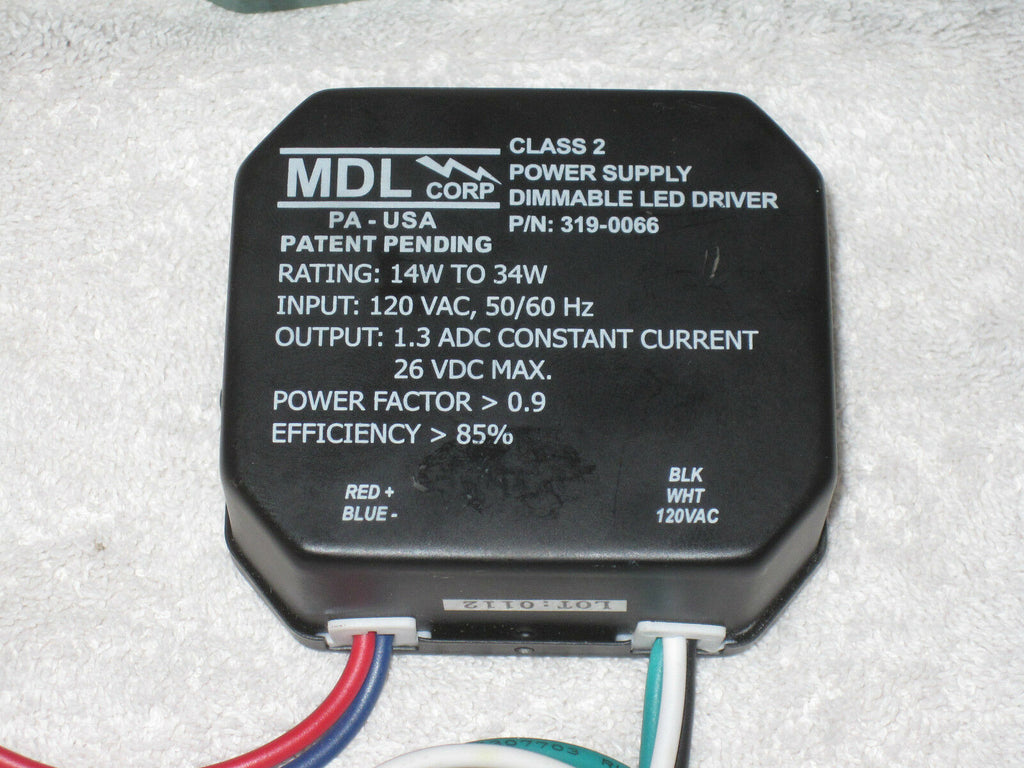 MDL CORP
PA - USA
PATENT PENDING
CLASS 2
POWER SUPPLY
DIMMABLE LED DRIVER
P/N: 319-0066
RATING: 14W TO 34W
INPUT: 120 VAC, 50/60 Hz
OUTPUT: 1.3 ADC CONSTANT CURRENT
26 VDC MAX.
POWER FACTOR > 0.9
EFFICIENCY > 85%
RED +
BLUE -
BLK
WHT
120VAC
LOT:0112